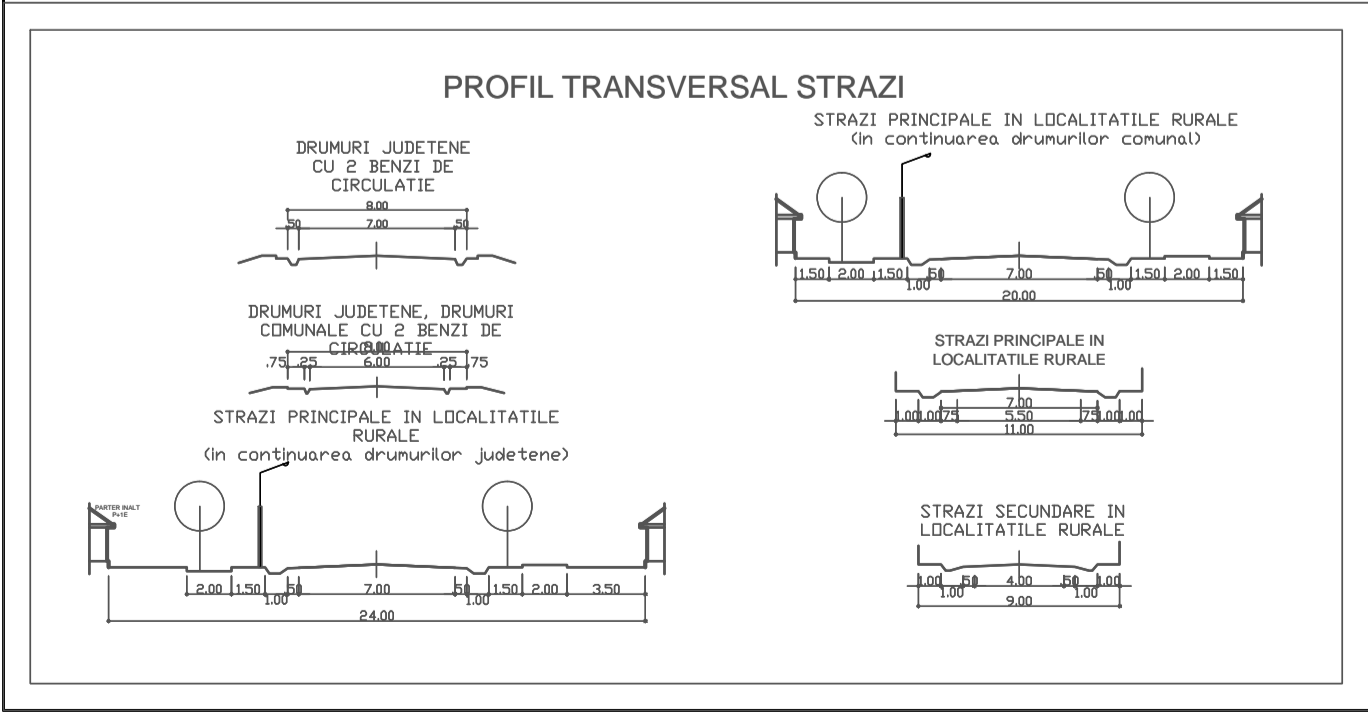 PROFIL TRANSVERSAL STRAZI
DRUMURI JUDETENE
CU 2 BENZI DE
CIRCULATIE
8.00
.50 7.00 .50
DRUMURI JUDETENE, DRUMURI
COMUNALE CU 2 BENZI DE
CIRCULATIE
8.00
.75 .25 6.00 .25 .75
STRAZI PRINCIPALE IN LOCALITATILE
RURALE
(in continuarea drumurilor judetene)
PARTER INALT
P+1E
2.00 1.50 .50 7.00 .50 1.50 2.00 3.50
1.00 1.00
24.00
STRAZI PRINCIPALE IN LOCALITATILE RURALE
(in continuarea drumurilor comunal)
1.50 2.00 1.50 .50 7.00 .50 1.50 2.00 1.50
1.00 1.00
20.00
STRAZI PRINCIPALE IN
LOCALITATILE RURALE
7.00
1.00 1.00 .75 5.50 .75 1.00 1.00
11.00
STRAZI SECUNDARE IN
LOCALITATILE RURALE
1.00 .50 4.00 .50 1.00
1.00 1.00
9.00